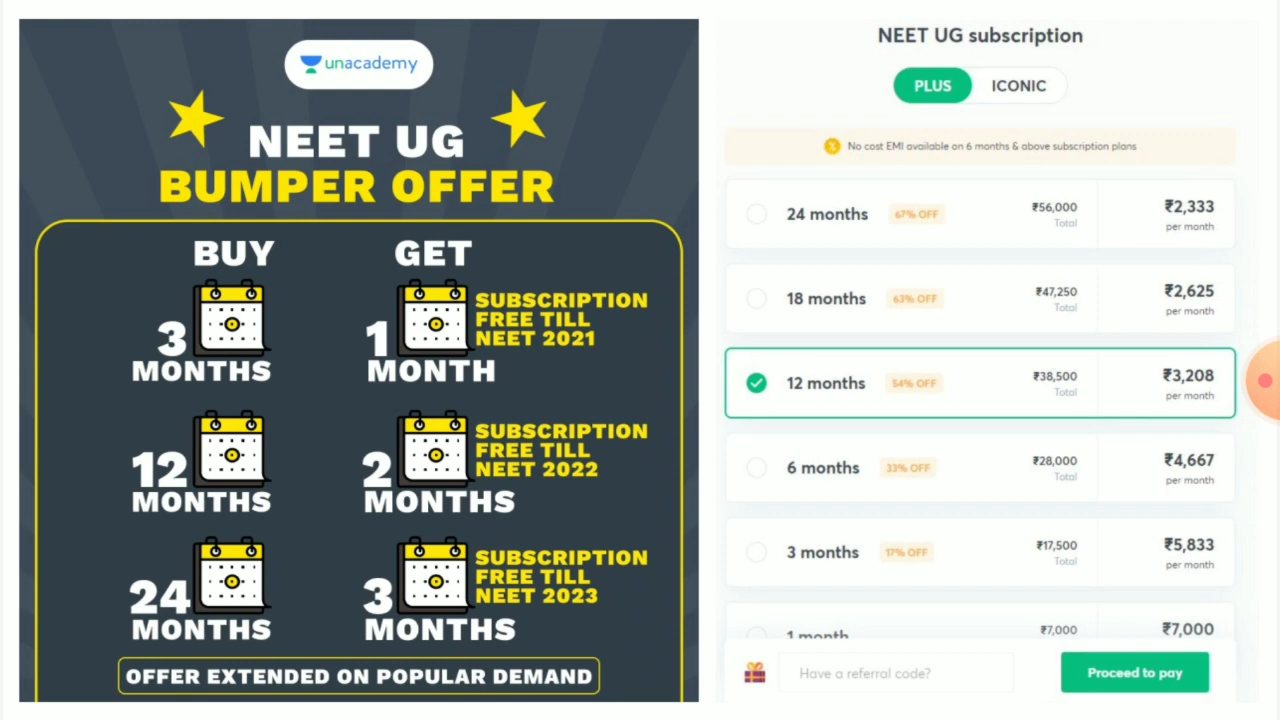 unacademy
NEET UG
BUMPER OFFER
BUY GET
3
MONTHS
1
MONTH
SUBSCRIPTION
FREE TILL
NEET 2021
12
MONTHS
2
MONTHS
SUBSCRIPTION
FREE TILL
NEET 2022
24
MONTHS
3
MONTHS
SUBSCRIPTION
FREE TILL
NEET 2023
OFFER EXTENDED ON POPULAR DEMAND
NEET UG subscription
PLUS ICONIC
No cost EMI available on 6 months & above subscription plans
24 months 67% OFF ₹56,000 ₹2,333
Total per month
18 months 63% OFF ₹47,250 ₹2,625
Total per month
12 months 54% OFF ₹38,500 ₹3,208
Total per month
6 months 33% OFF ₹28,000 ₹4,667
Total per month
3 months 17% OFF ₹17,500 ₹5,833
Total per month
1 month ₹7,000 ₹7,000
Have a referral code? Proceed to pay